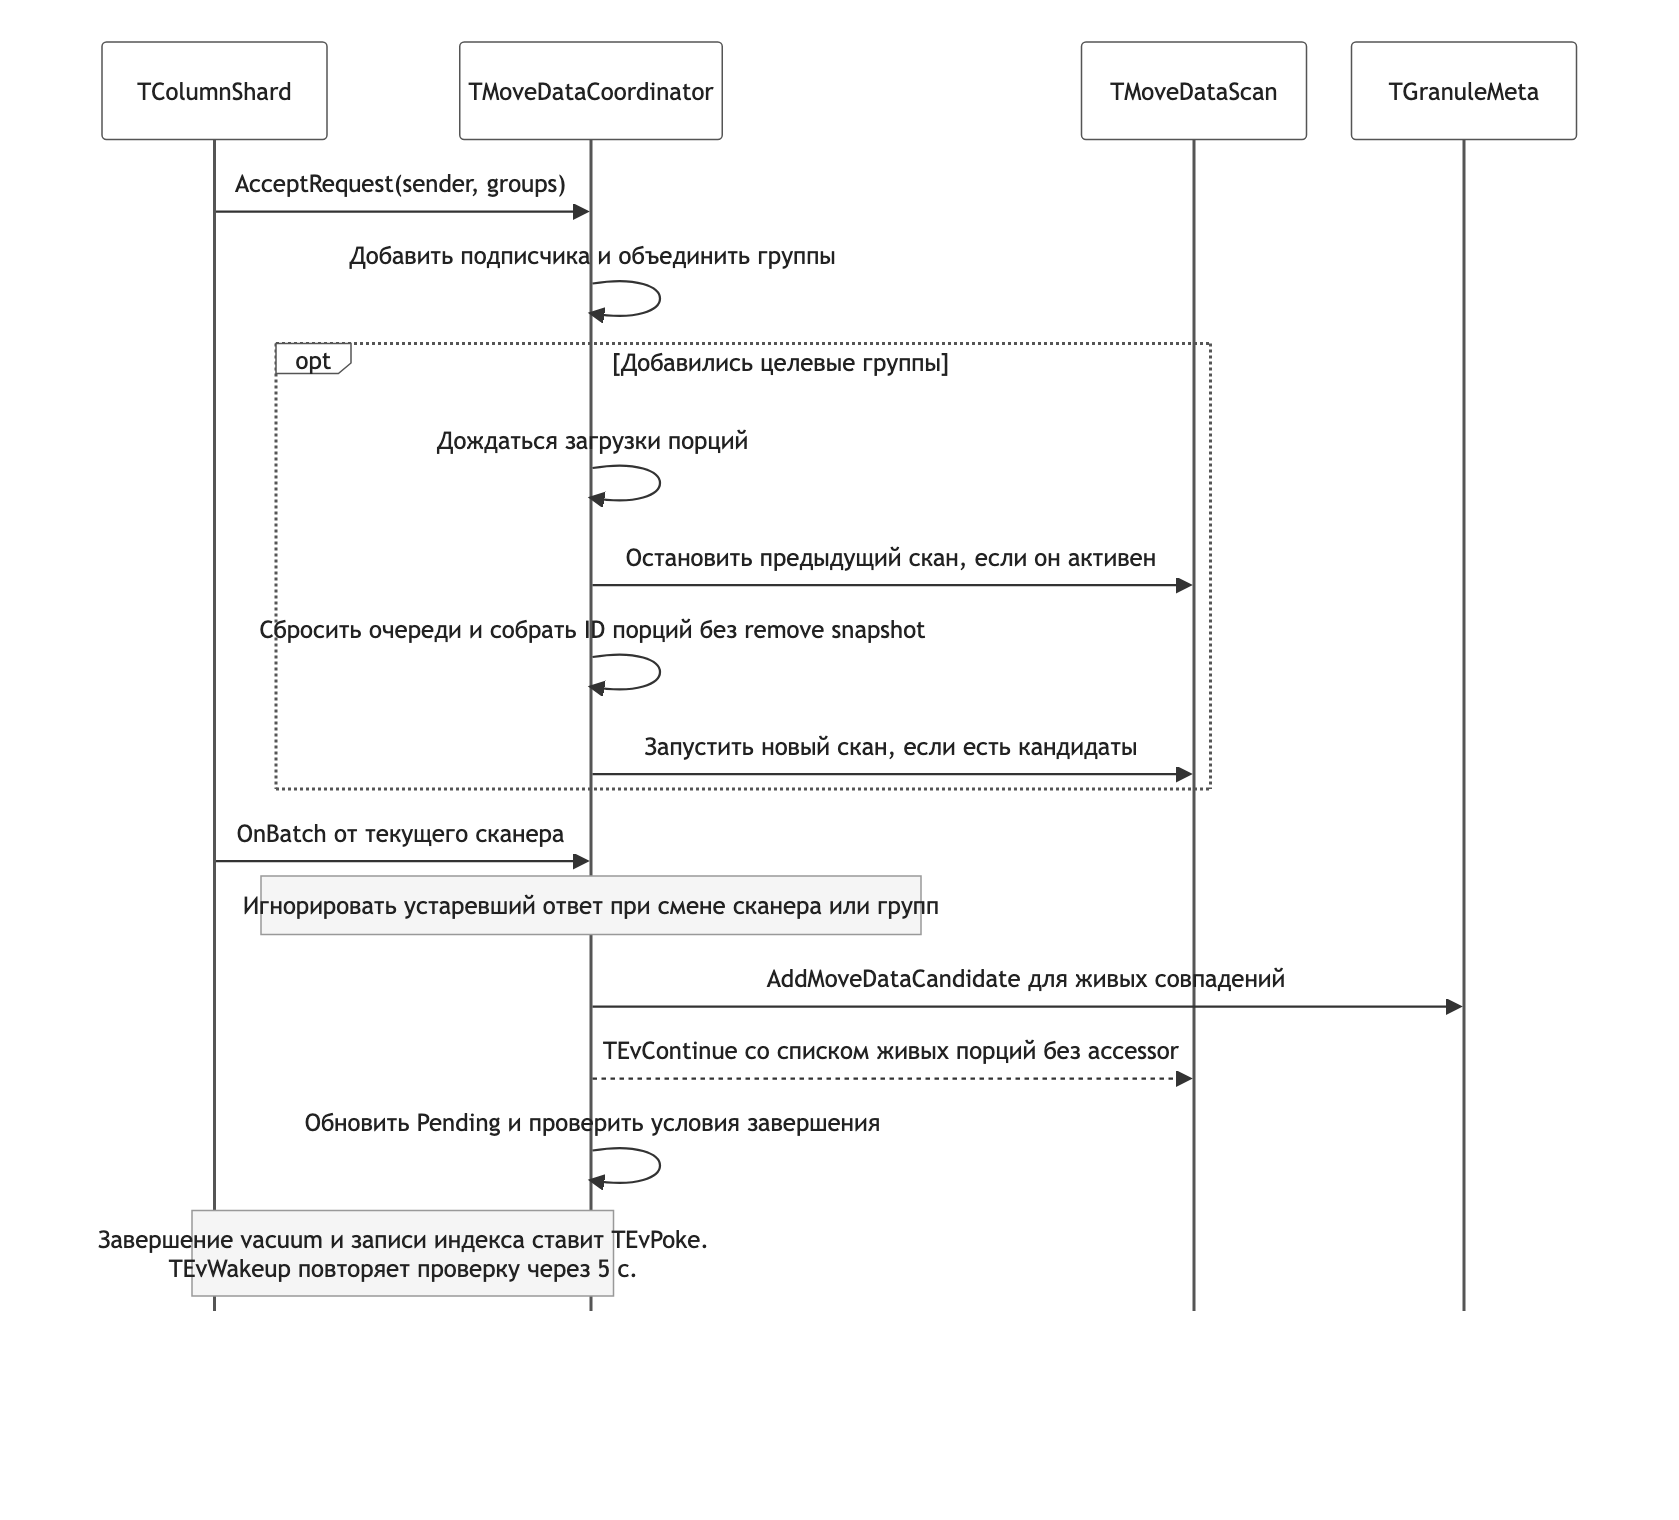 TColumnShard
TMoveDataCoordinator
TMoveDataScan
TGranuleMeta
AcceptRequest(sender, groups)
Добавить подписчика и объединить группы
opt
[Добавились целевые группы]
Дождаться загрузки порций
Остановить предыдущий скан, если он активен
Сбросить очереди и собрать ID порций без remove snapshot
Запустить новый скан, если есть кандидаты
OnBatch от текущего сканера
Игнорировать устаревший ответ при смене сканера или групп
AddMoveDataCandidate для живых совпадений
TEvContinue со списком живых порций без accessor
Обновить Pending и проверить условия завершения
Завершение vacuum и записи индекса ставит TEvPoke.
TEvWakeup повторяет проверку через 5 с.